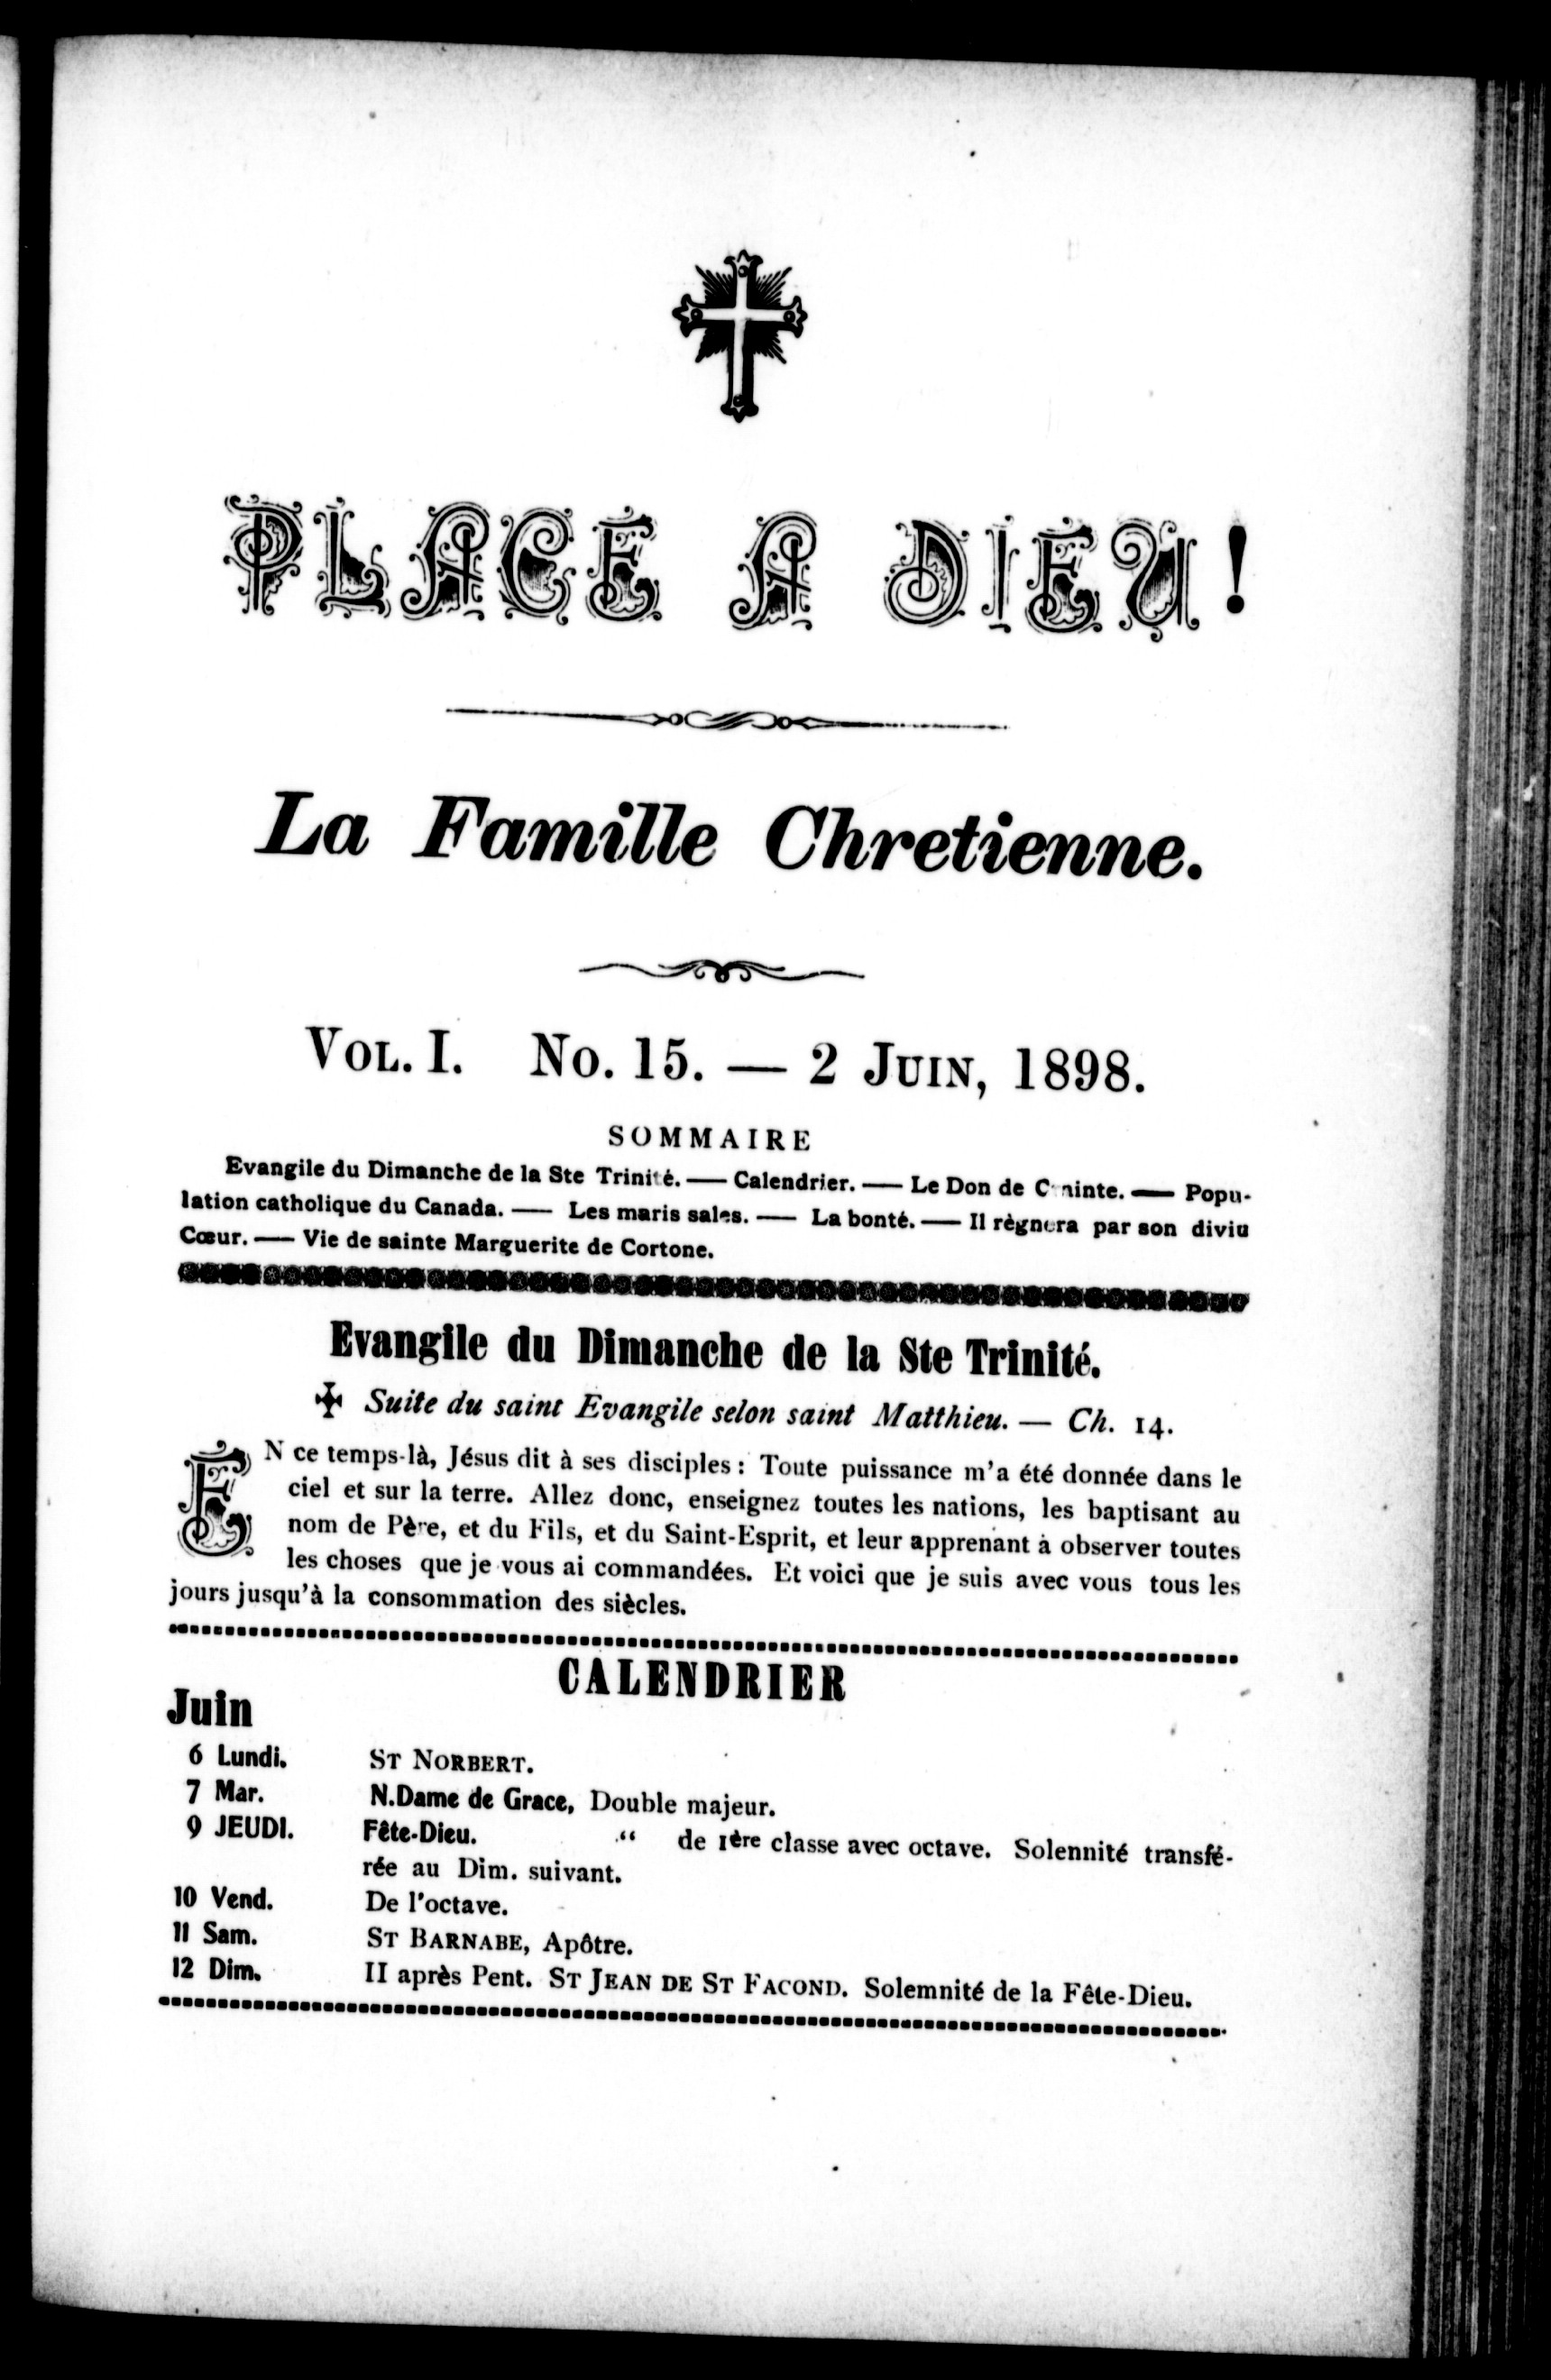 PLACE A DIEU!
La Famille Chretienne.
VOL. I. No. 15. — 2 JUIN, 1898.
SOMMAIRE
Evangile du Dimanche de la Ste Trinité. — Calendrier. — Le Don de Crainte. — Popu-
lation catholique du Canada. — Les maris sales. — La bonté. — Il règnera par son diviu
Cœur. — Vie de sainte Marguerite de Cortone.
Evangile du Dimanche de la Ste Trinité.
✠ Suite du saint Evangile selon saint Matthieu. — Ch. 14.
EN ce temps-là, Jésus dit à ses disciples : Toute puissance m'a été donnée dans le
ciel et sur la terre. Allez donc, enseignez toutes les nations, les baptisant au
nom de Père, et du Fils, et du Saint-Esprit, et leur apprenant à observer toutes
les choses que je vous ai commandées. Et voici que je suis avec vous tous les
jours jusqu'à la consommation des siècles.
CALENDRIER
Juin
6 Lundi. ST NORBERT.
7 Mar. N.Dame de Grace, Double majeur.
9 JEUDI. Fête-Dieu. “ de 1ère classe avec octave. Solennité transfé-
rée au Dim. suivant.
10 Vend. De l'octave.
11 Sam. ST BARNABE, Apôtre.
12 Dim. II après Pent. ST JEAN DE ST FACOND. Solemnité de la Fête-Dieu.